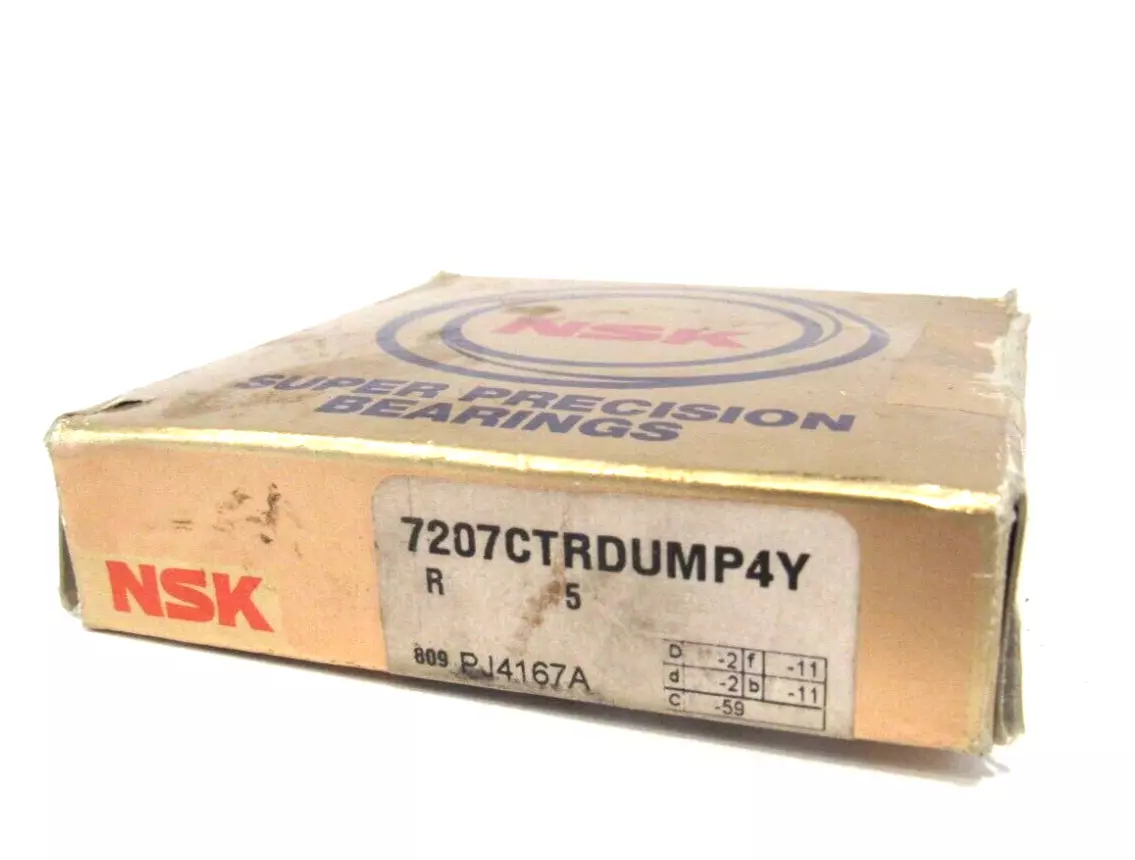 NSK
SUPER PRECISION
BEARINGS
NSK
7207CTRDUMP4Y
R 5
809 PJ4167A
D -2 f -11
d -2 b -11
C -59